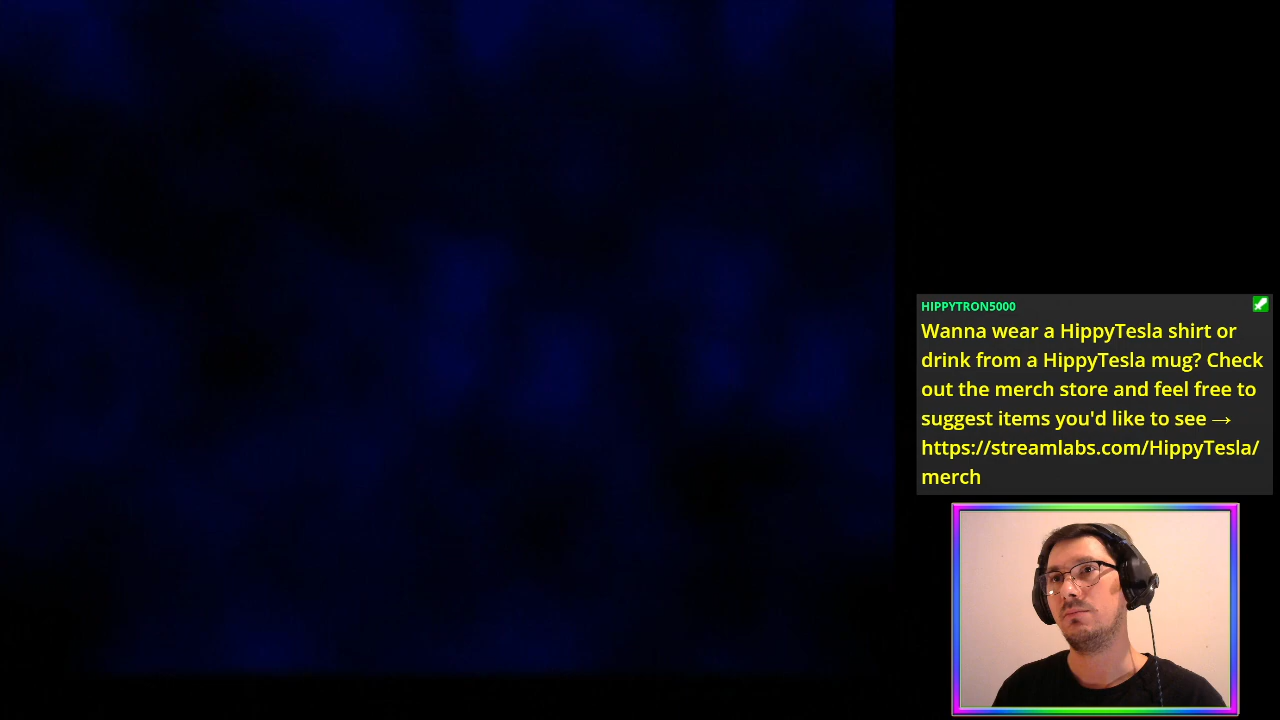 HIPPYTRON5000
Wanna wear a HippyTesla shirt or
drink from a HippyTesla mug? Check
out the merch store and feel free to
suggest items you'd like to see →
https://streamlabs.com/HippyTesla/
merch